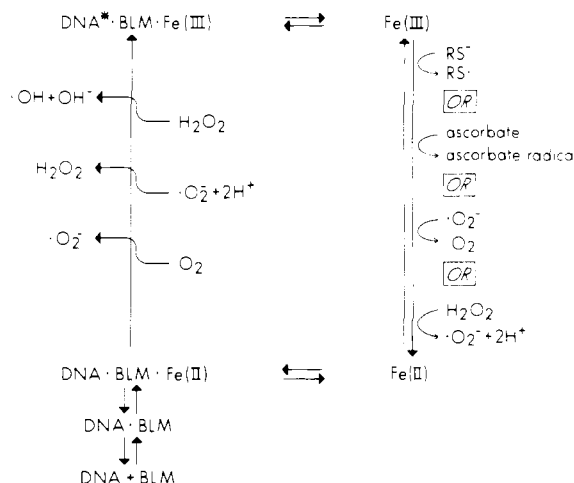 DNA*·BLM·Fe(III) ⇌ Fe(III)
RS⁻
RS·
OR
·OH+OH⁻
H₂O₂
ascorbate
ascorbate radica
H₂O₂
·O₂⁻+2H⁺
OR
·O₂⁻
O₂
·O₂⁻
O₂
OR
H₂O₂
·O₂⁻+2H⁺
DNA·BLM·Fe(II) ⇌ Fe(II)
DNA·BLM
DNA+BLM